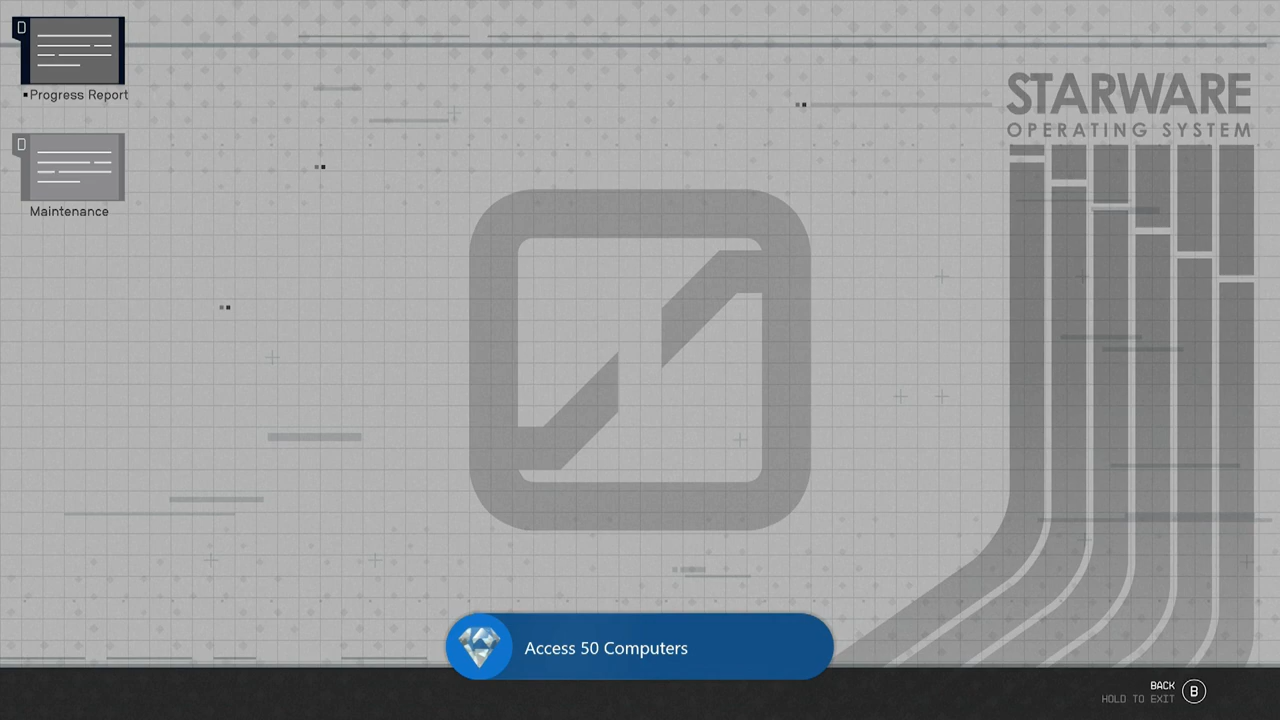 D
Progress Report
D
Maintenance
STARWARE
OPERATING SYSTEM
Access 50 Computers
BACK
HOLD TO EXIT
B